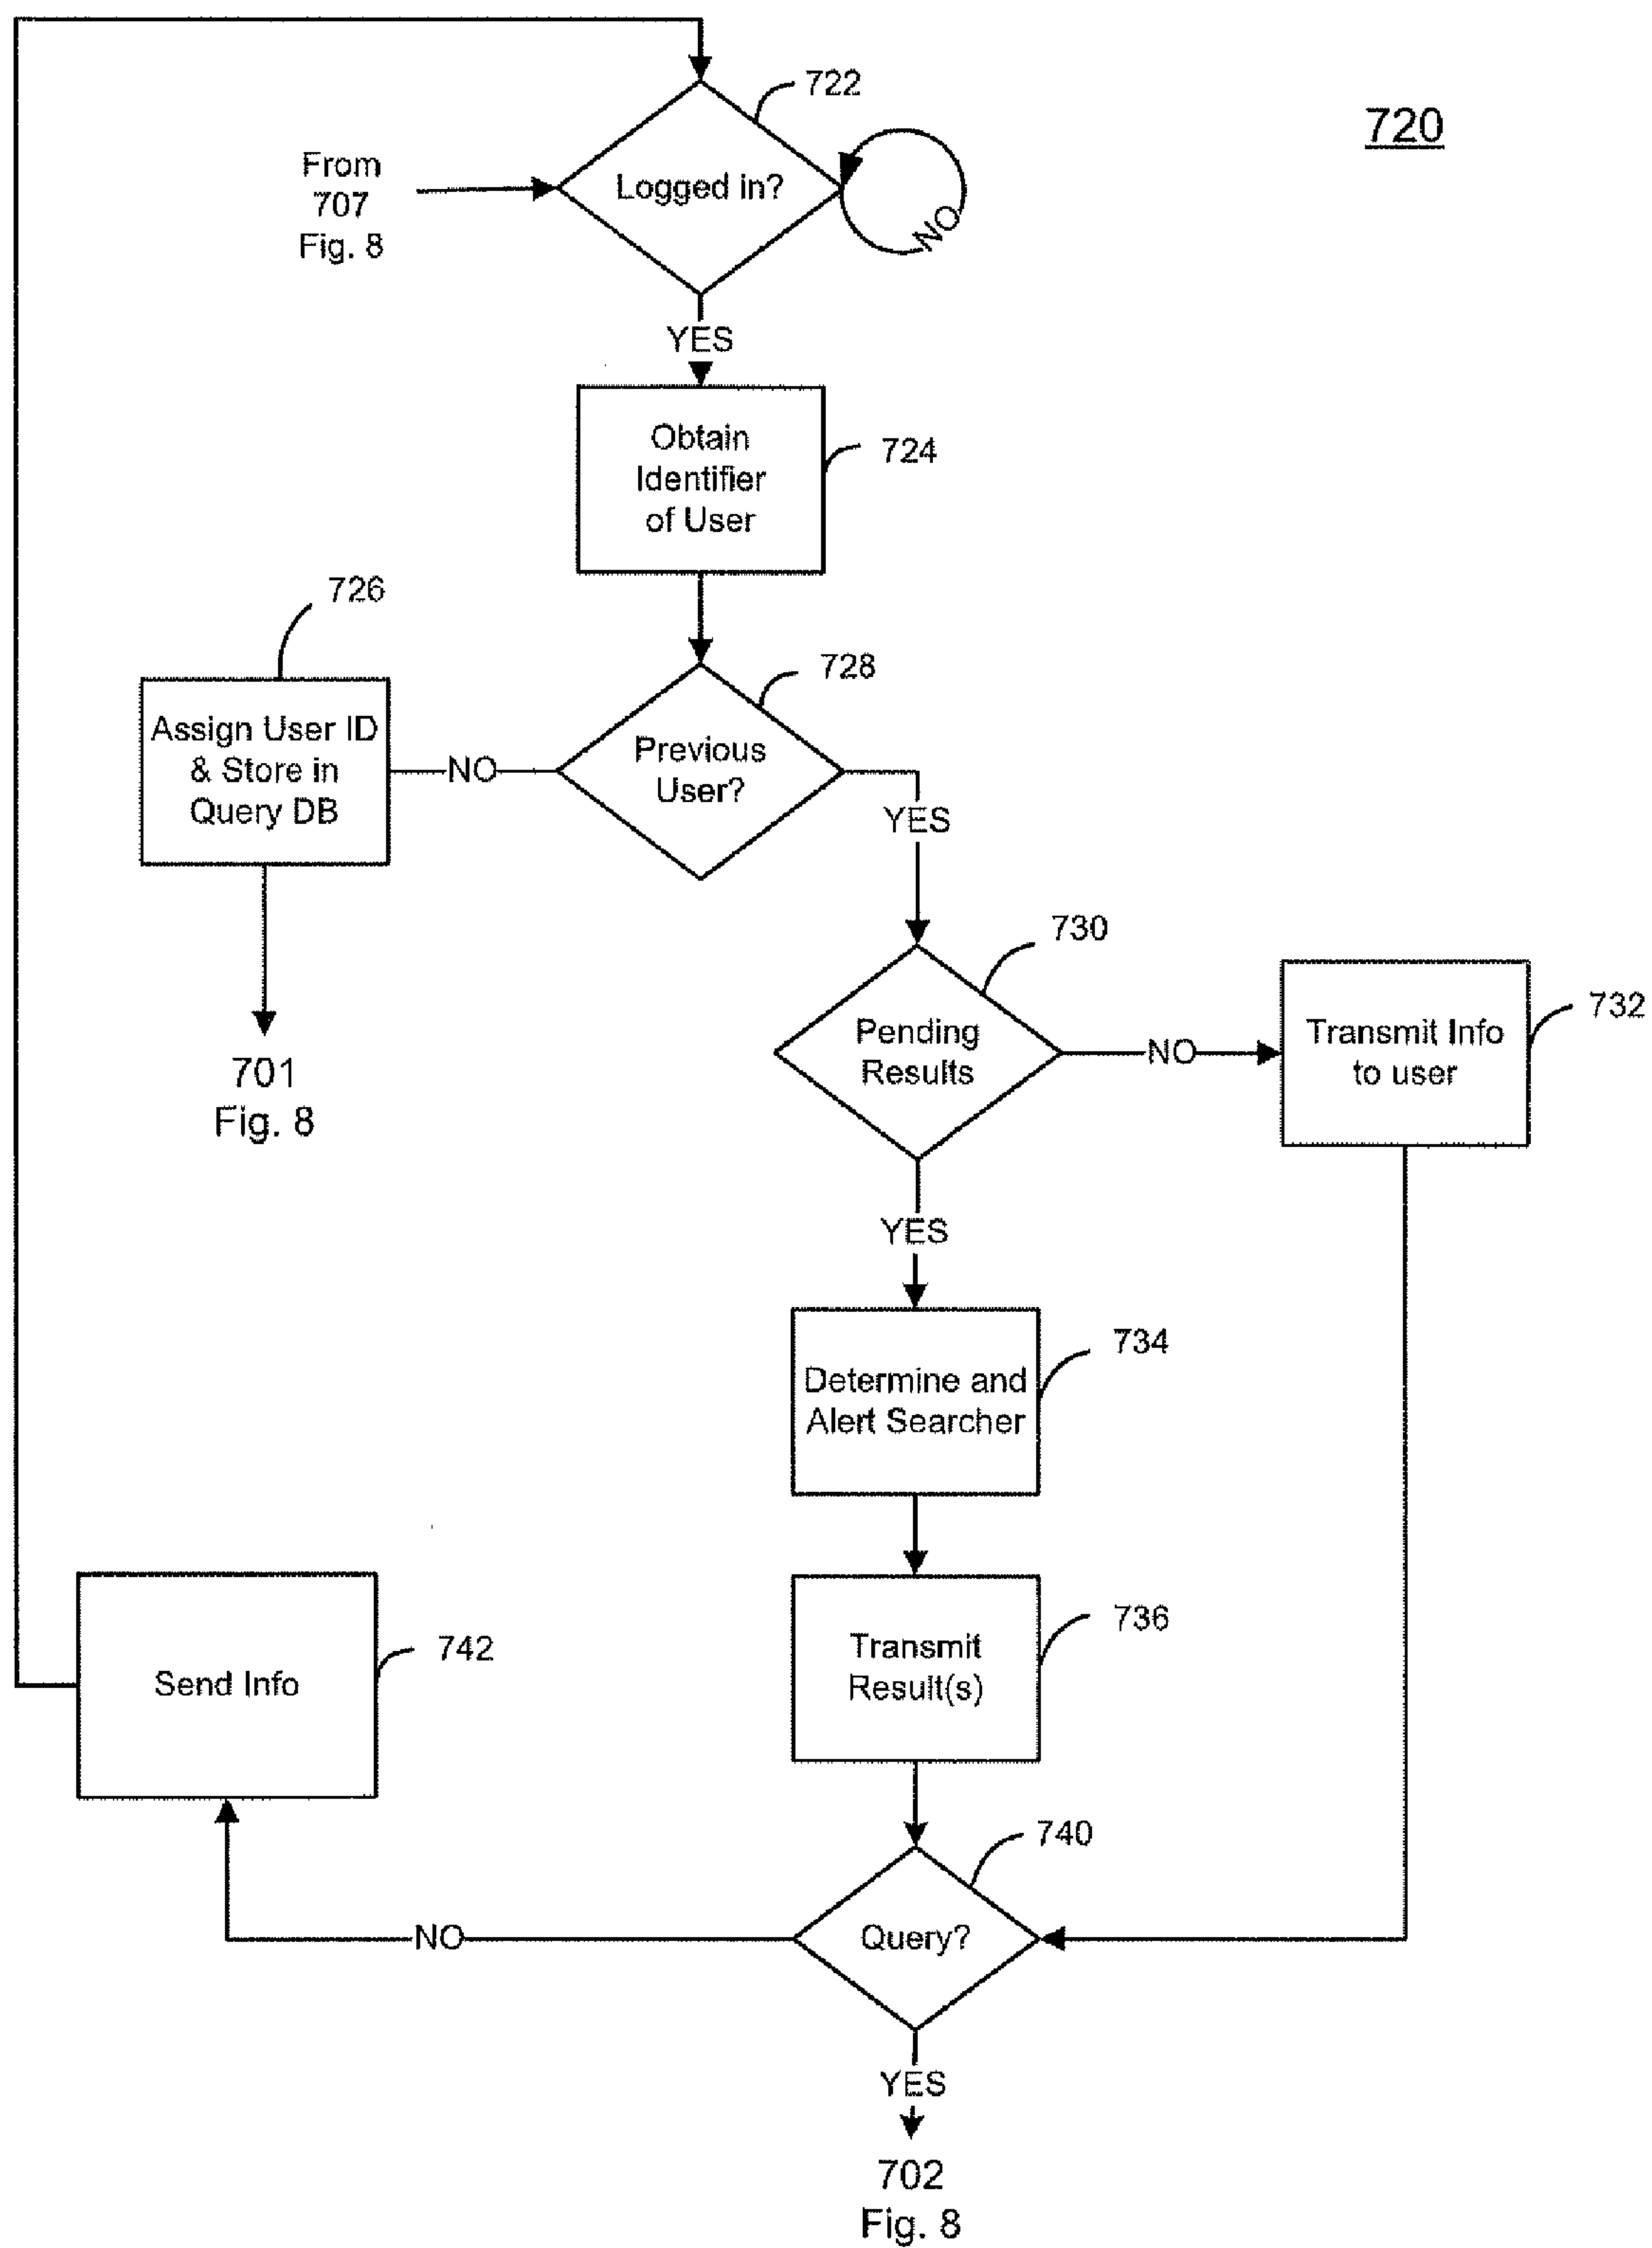 720
722
From
707
Fig. 8
Logged in?
NO
YES
Obtain
Identifier
of User
724
726
728
Assign User ID
& Store in
Query DB
NO
Previous
User?
YES
701
Fig. 8
730
Pending
Results
NO
Transmit Info
to user
732
YES
Determine and
Alert Searcher
734
Transmit
Result(s)
736
Send Info
742
740
Query?
NO
YES
702
Fig. 8